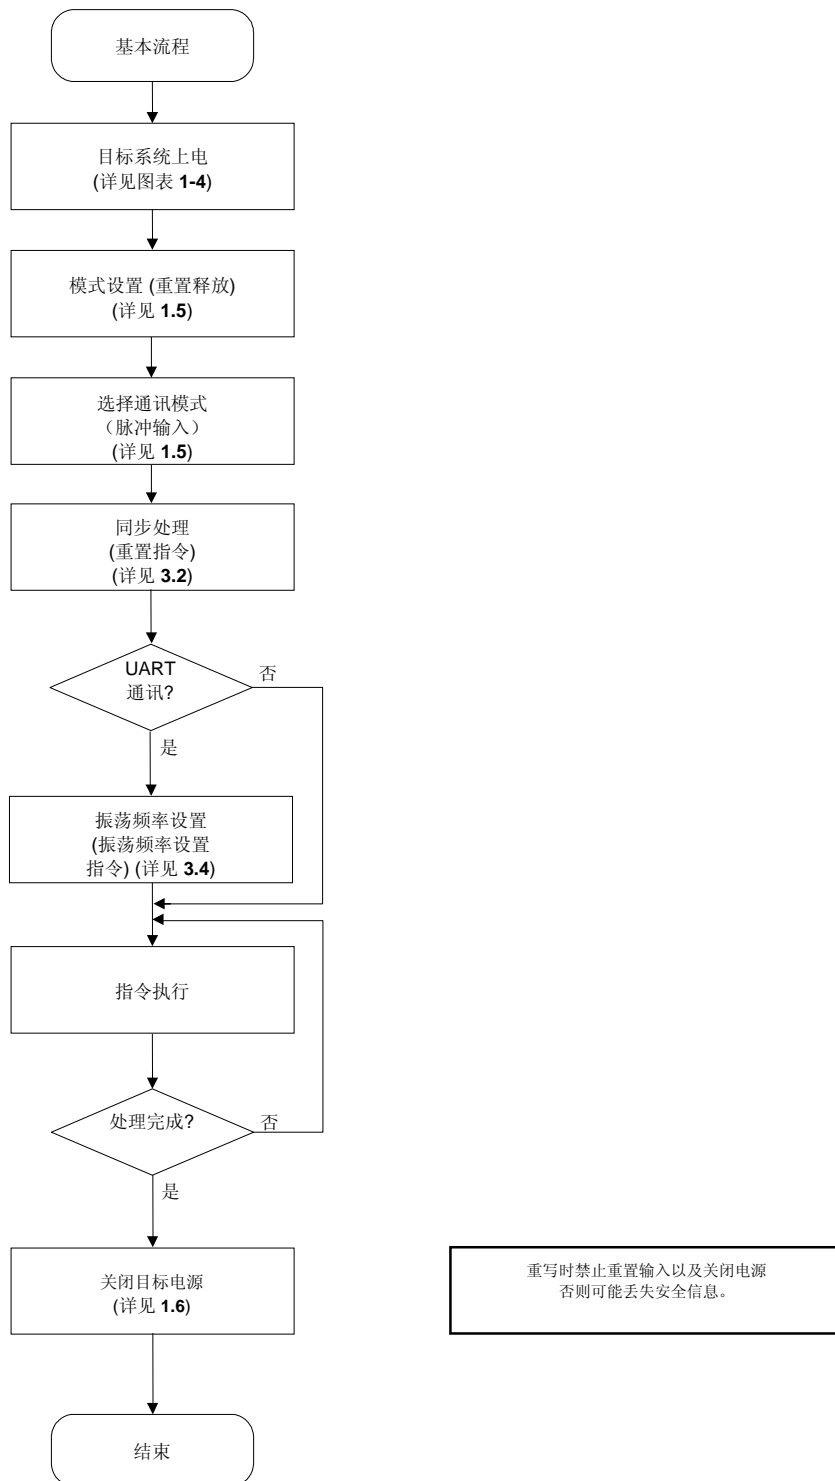 基本流程
目标系统上电
(详见图表 1-4)
模式设置 (重置释放)
(详见 1.5)
选择通讯模式
（脉冲输入）
(详见 1.5)
同步处理
(重置指令)
(详见 3.2)
UART
通讯?
否
是
振荡频率设置
(振荡频率设置
指令) (详见 3.4)
指令执行
处理完成?
否
是
关闭目标电源
(详见 1.6)
重写时禁止重置输入以及关闭电源
否则可能丢失安全信息。
结束